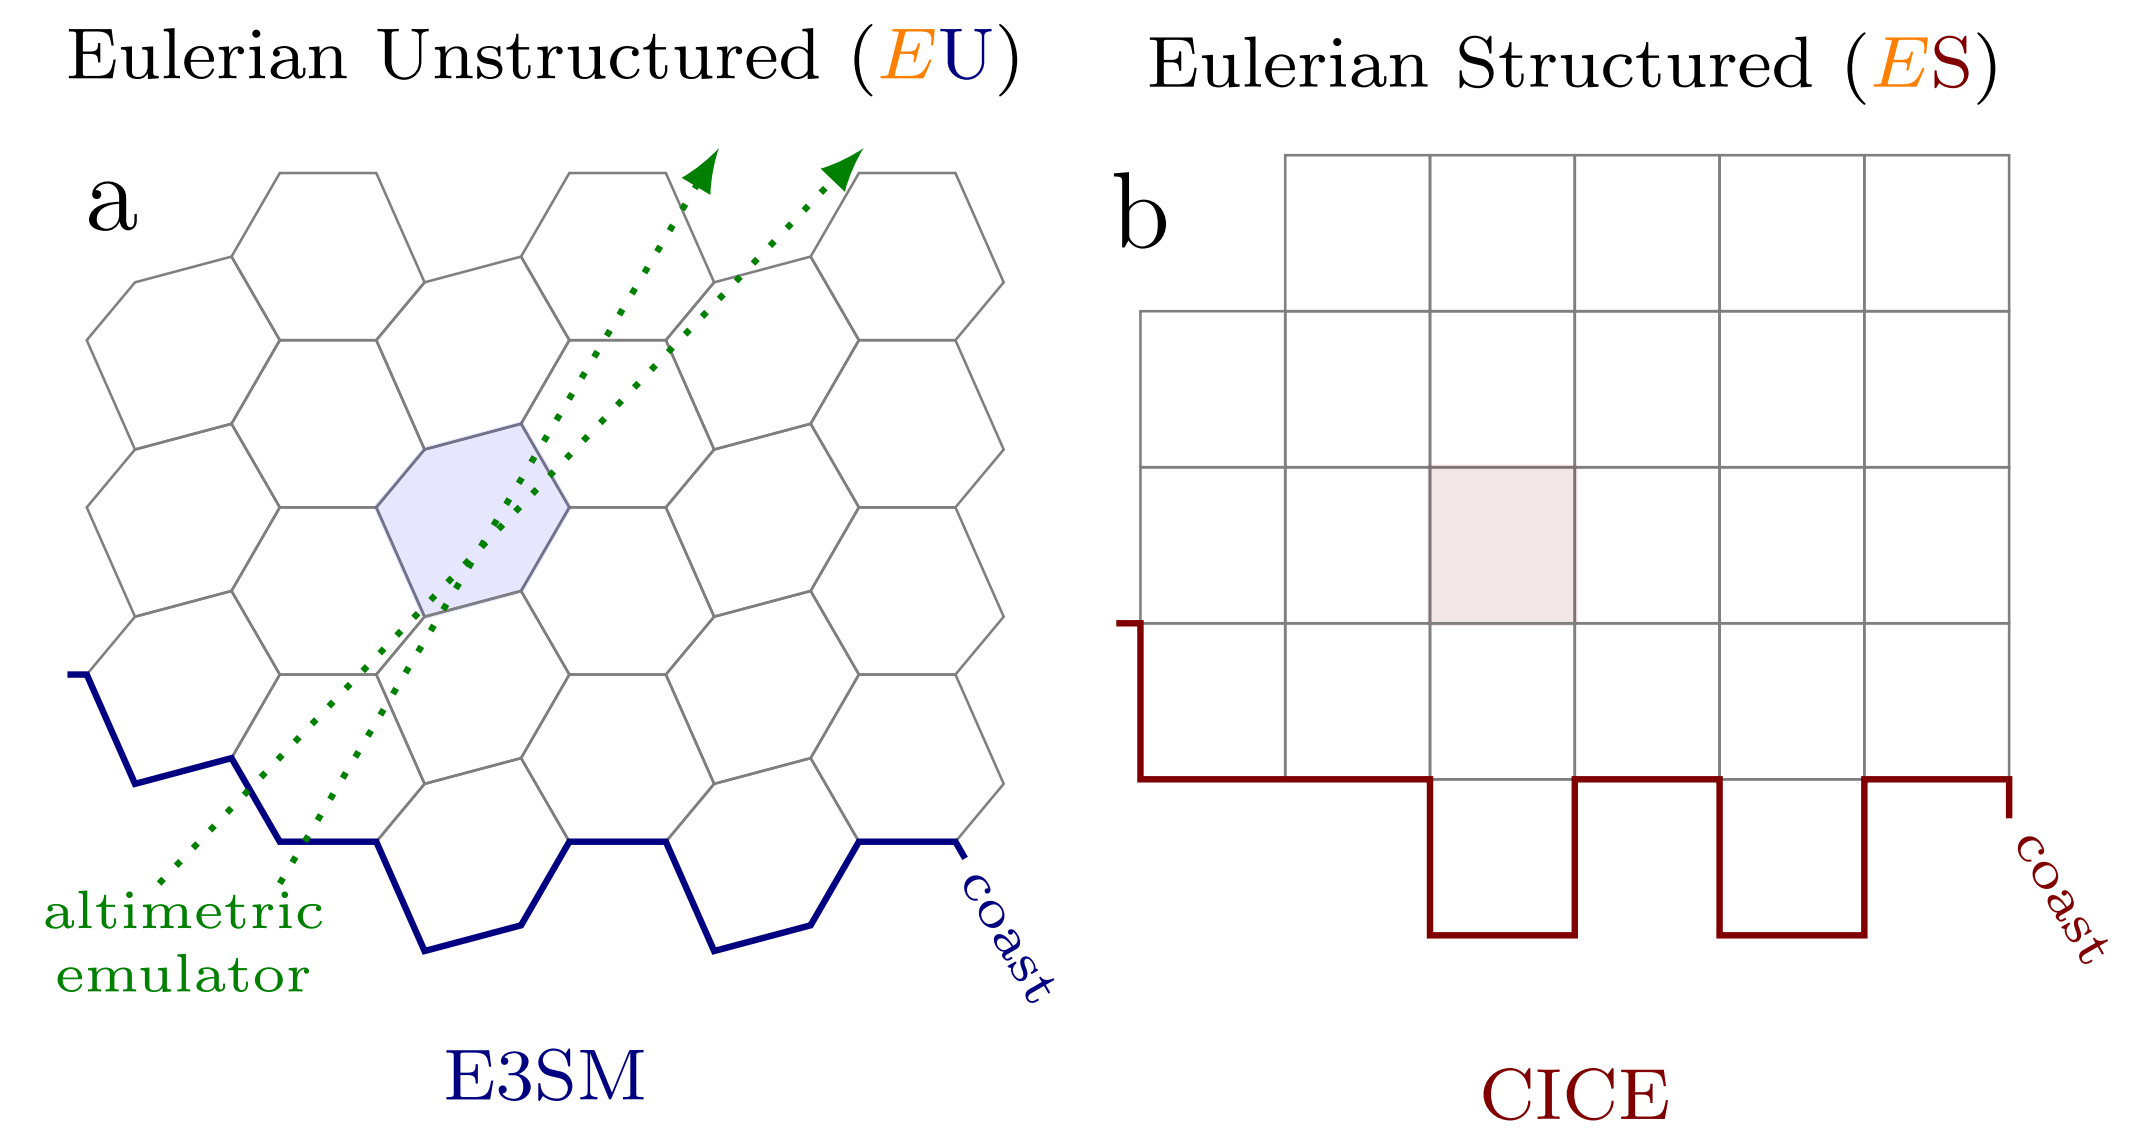 Eulerian Unstructured (EU)
a
altimetric
emulator
coast
E3SM
Eulerian Structured (ES)
b
coast
CICE